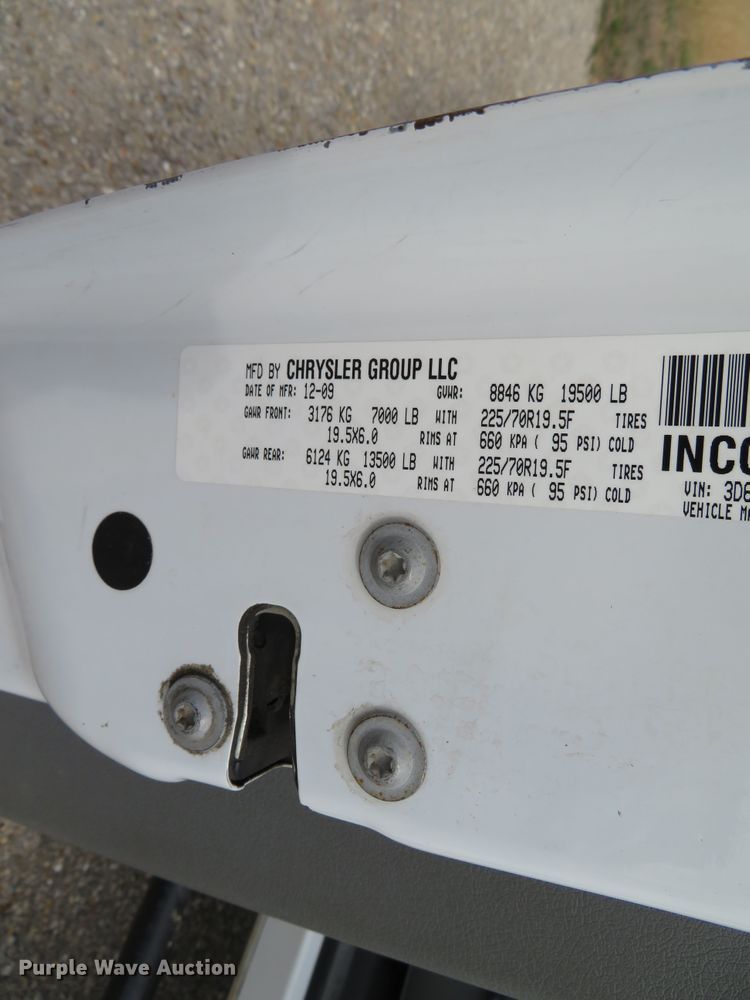 MFD BY CHRYSLER GROUP LLC
DATE OF MFR: 12-09 GVWR: 8846 KG 19500 LB
GAWR FRONT: 3176 KG 7000 LB WITH 225/70R19.5F TIRES
19.5X6.0 RIMS AT 660 KPA ( 95 PSI) COLD
GAWR REAR: 6124 KG 13500 LB WITH 225/70R19.5F TIRES
19.5X6.0 RIMS AT 660 KPA ( 95 PSI) COLD
INCO
VIN: 3D6
VEHICLE MA
Purple Wave Auction